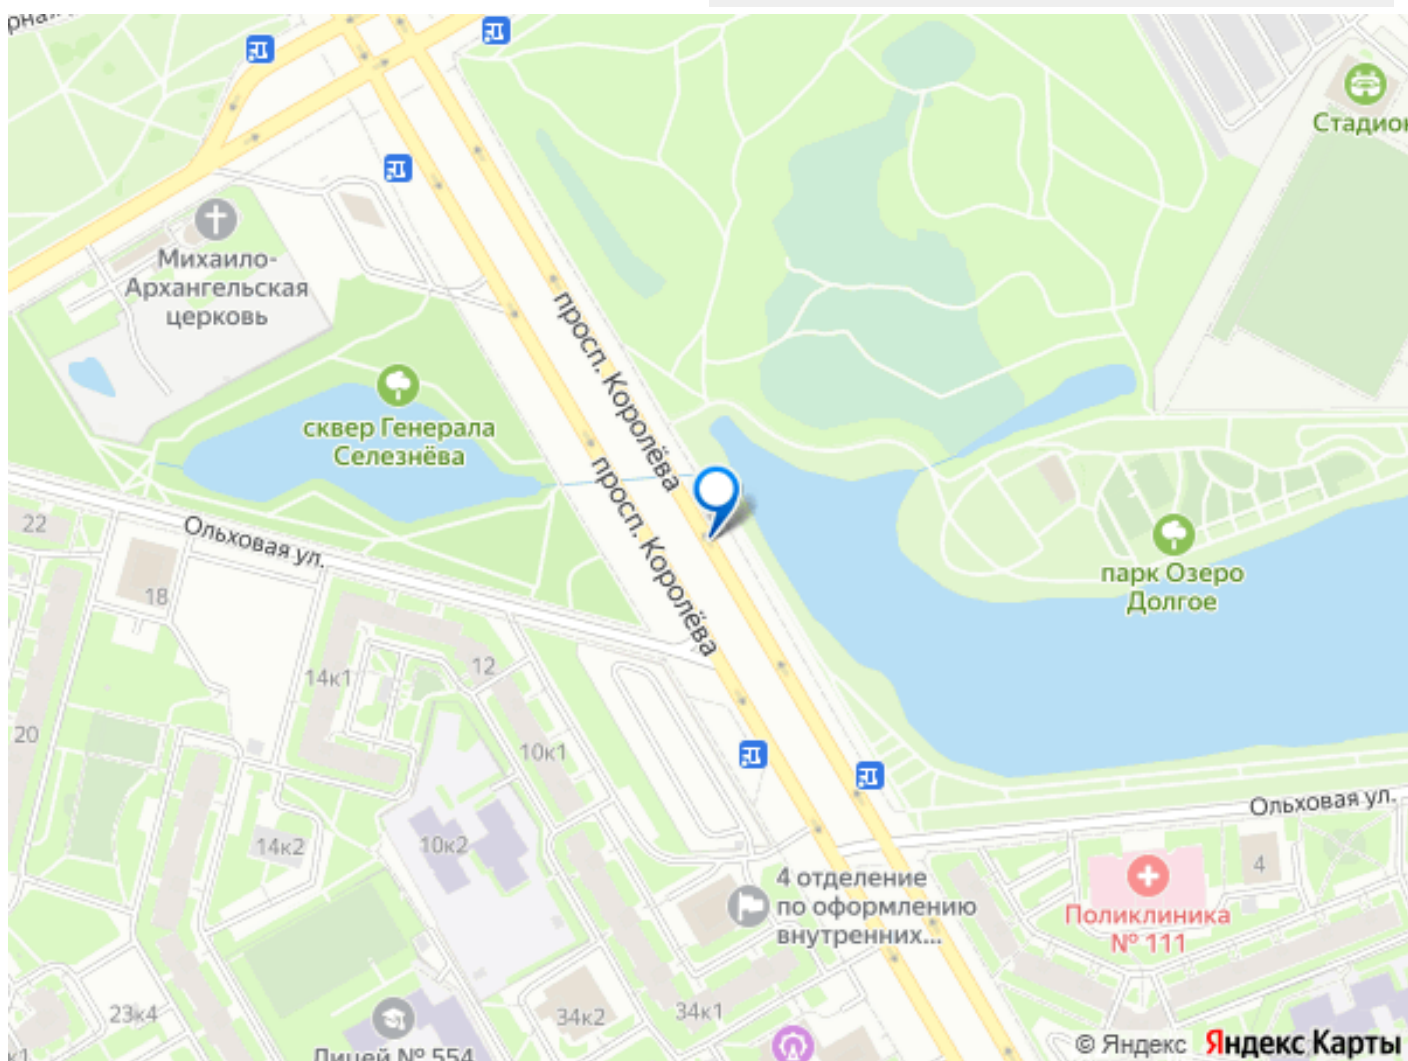 Стадион
Михаило-
Архангельская
церковь
просп. Королёва
сквер Генерала
Селезнёва
просп. Королёва
22
Ольховая ул.
парк Озеро
Долгое
18
12
14к1
20
10к1
Ольховая ул.
14к2
10к2
4 отделение
по оформлению
внутренних...
4
Поликлиника
№ 111
23к4
34к2
34к1
Лицей № 554
© Яндекс Яндекс Карты